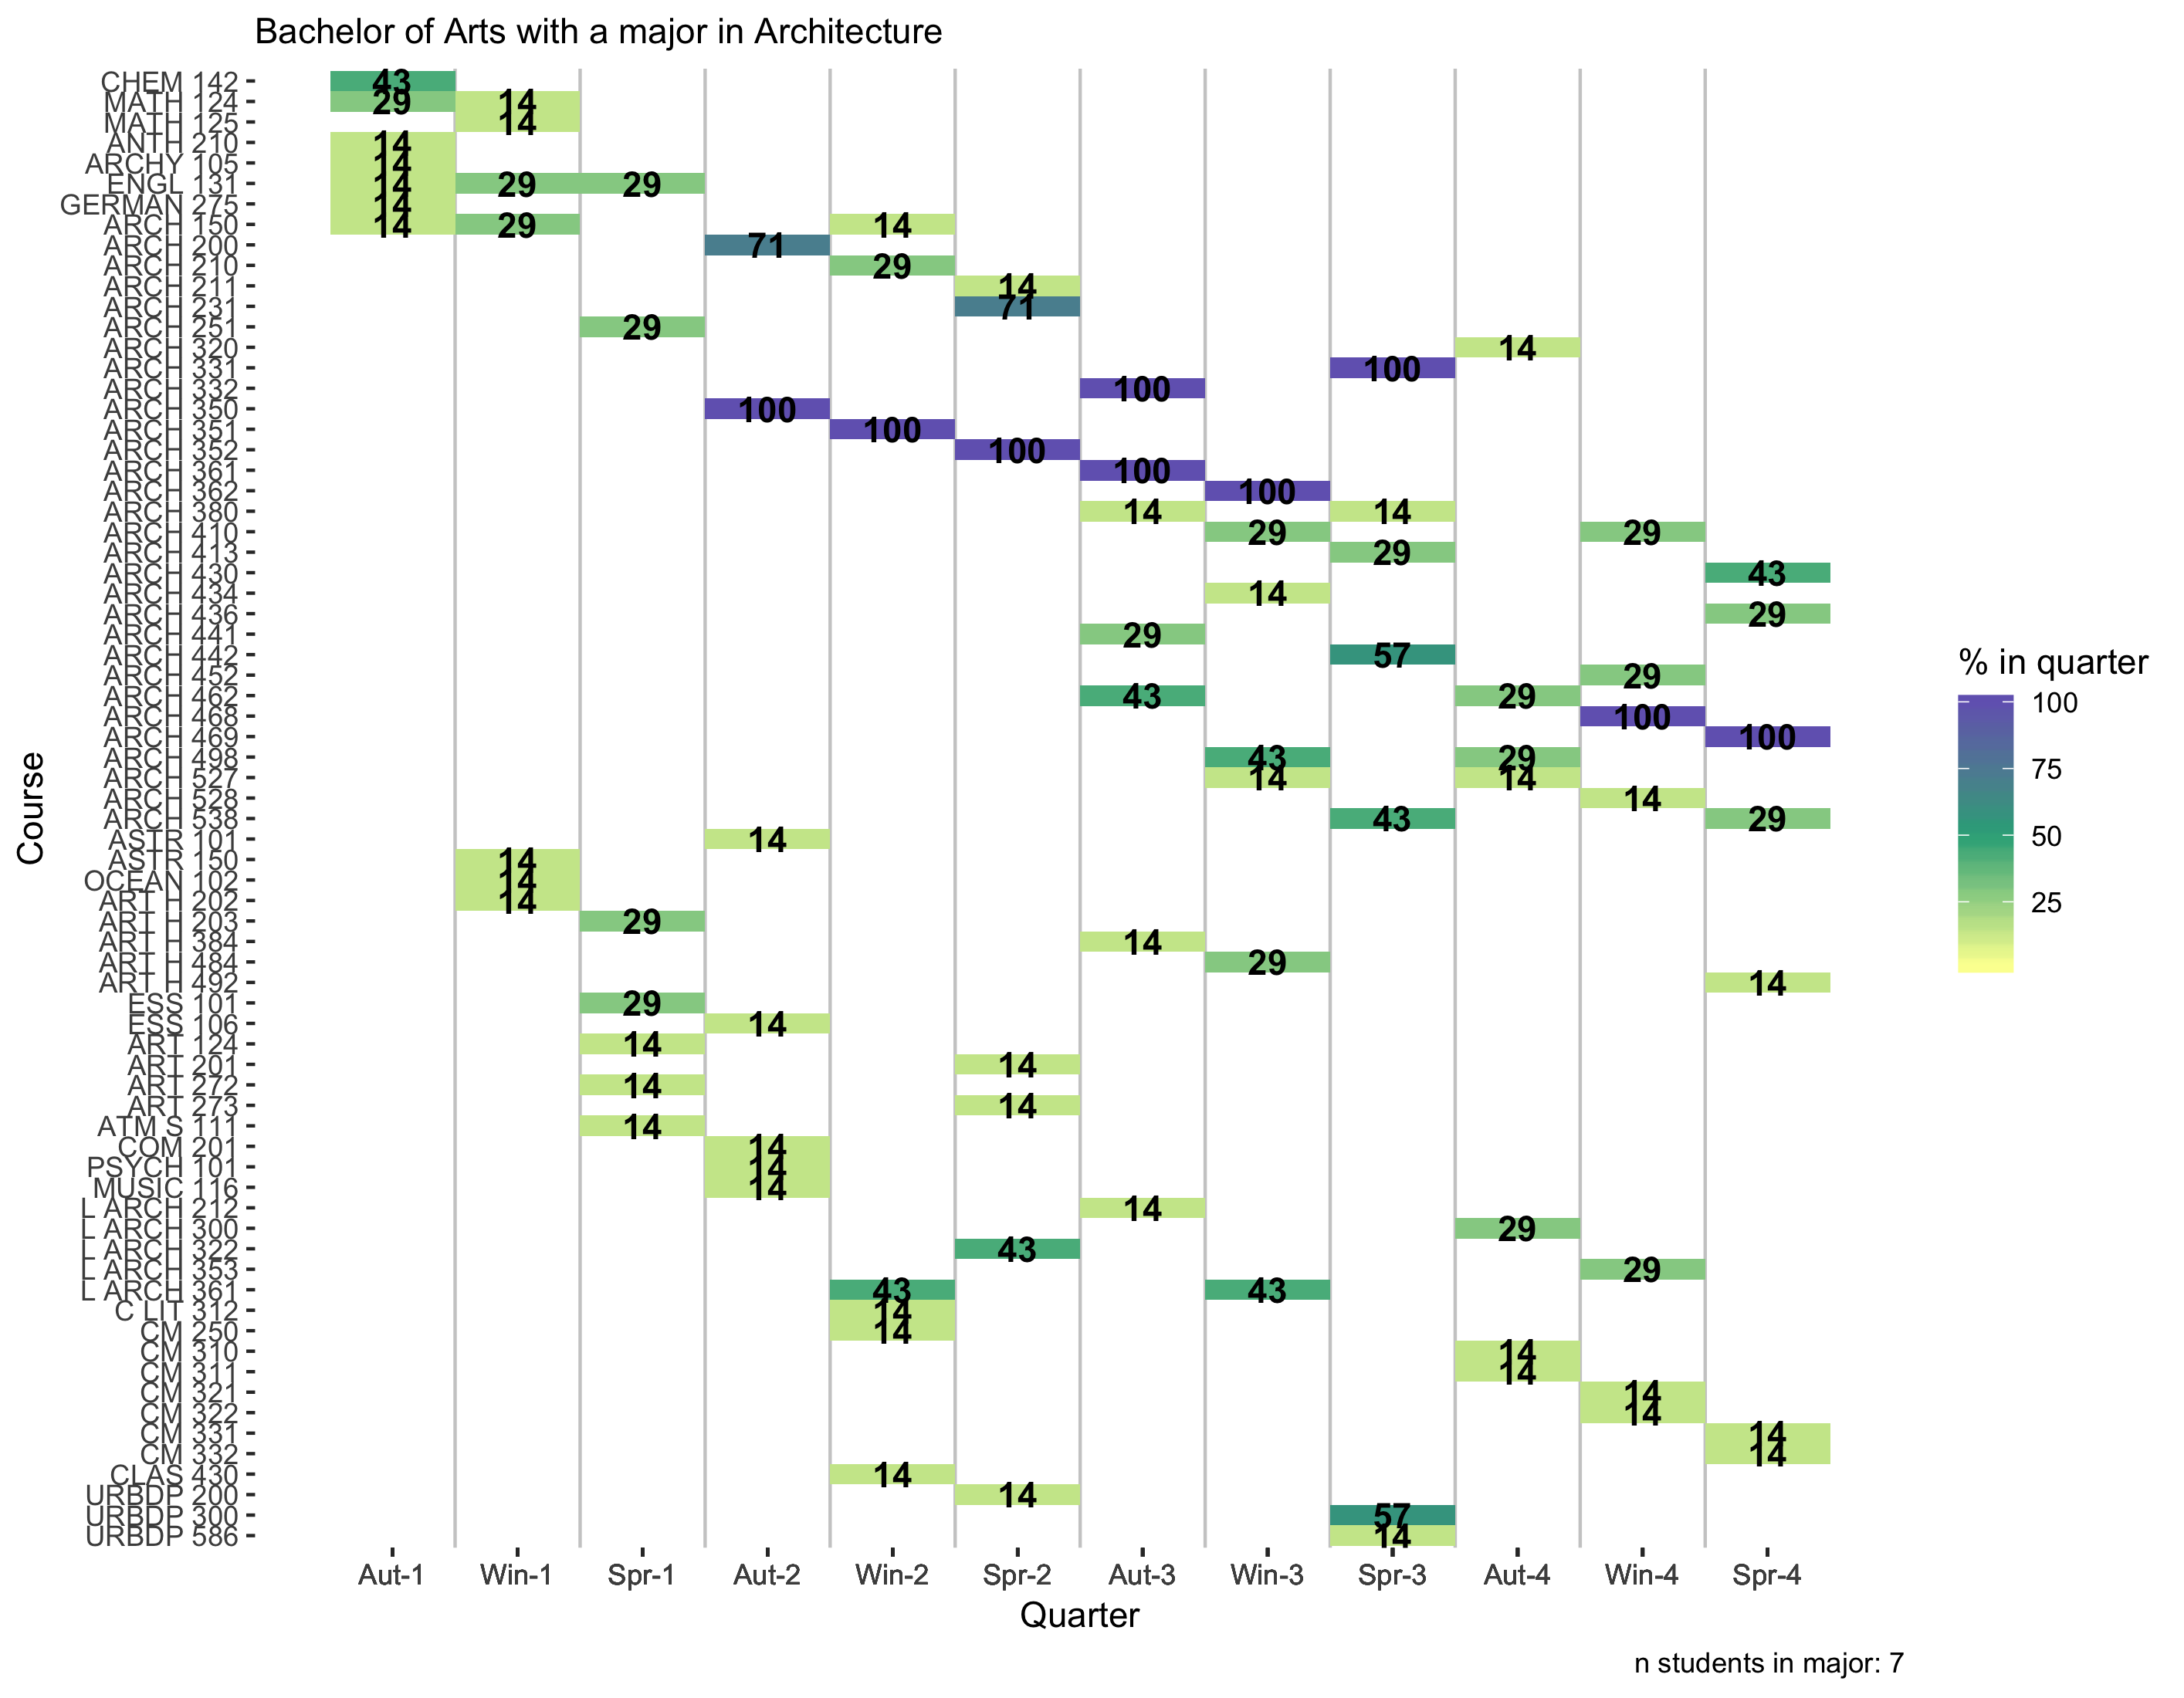 Bachelor of Arts with a major in Architecture
CHEM 142 43
MATH 124 29 14
MATH 125 14
ANTH 210 14
ARCHY 105 14
ENGL 131 14 29 29
GERMAN 275 14
ARCH 150 14 29 14
ARCH 200 71
ARCH 210 29
ARCH 211 14
ARCH 231 71
ARCH 251 29
ARCH 320 14
ARCH 331 100
ARCH 332 100
ARCH 350 100
ARCH 351 100
ARCH 352 100
ARCH 361 100
ARCH 362 100
ARCH 380 14 14
ARCH 410 29 29
ARCH 413 29
ARCH 430 43
ARCH 434 14
ARCH 436 29
ARCH 441 29
ARCH 442 57
ARCH 452 29
ARCH 462 43 29
ARCH 468 100
ARCH 469 100
ARCH 498 43 29
ARCH 527 14 14
ARCH 528 14
ARCH 538 43 29
ASTR 101 14
ASTR 150 14
OCEAN 102 14
ART H 202 14
ART H 203 29
ART H 384 14
ART H 484 29
ART H 492 14
ESS 101 29
ESS 106 14
ART 124 14
ART 201 14
ART 272 14
ART 273 14
ATM S 111 14
COM 201 14
PSYCH 101 14
MUSIC 116 14
L ARCH 212 14
L ARCH 300 29
L ARCH 322 43
L ARCH 353 29
L ARCH 361 43 43
C LIT 312 14
CM 250 14
CM 310 14
CM 311 14
CM 321 14
CM 322 14
CM 331 14
CM 332 14
CLAS 430 14
URBDP 200 14
URBDP 300 57
URBDP 586 14
Course
Aut-1 Win-1 Spr-1 Aut-2 Win-2 Spr-2 Aut-3 Win-3 Spr-3 Aut-4 Win-4 Spr-4
Quarter
% in quarter
100
75
50
25
n students in major: 7